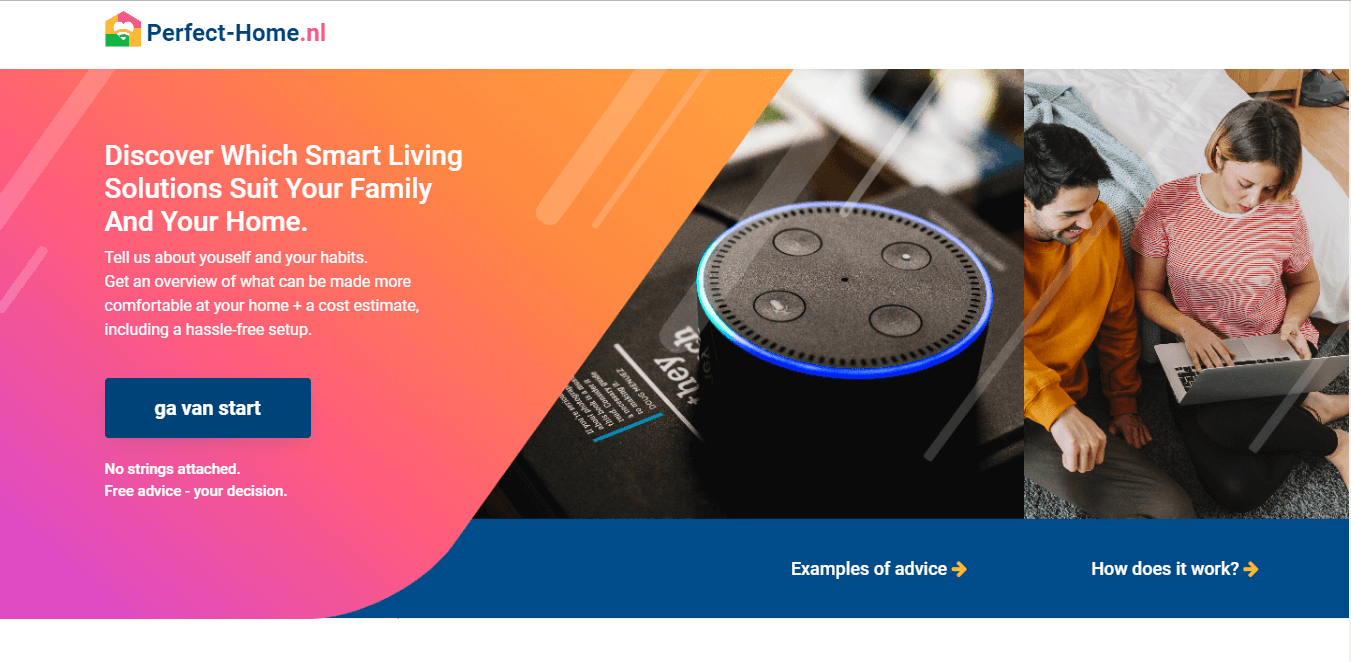 Perfect-Home.nl
Discover Which Smart Living
Solutions Suit Your Family
And Your Home.
Tell us about youself and your habits.
Get an overview of what can be made more
comfortable at your home + a cost estimate,
including a hassle-free setup.
ga van start
No strings attached.
Free advice - your decision.
they
DOUG MENUEZ
Examples of advice
How does it work?